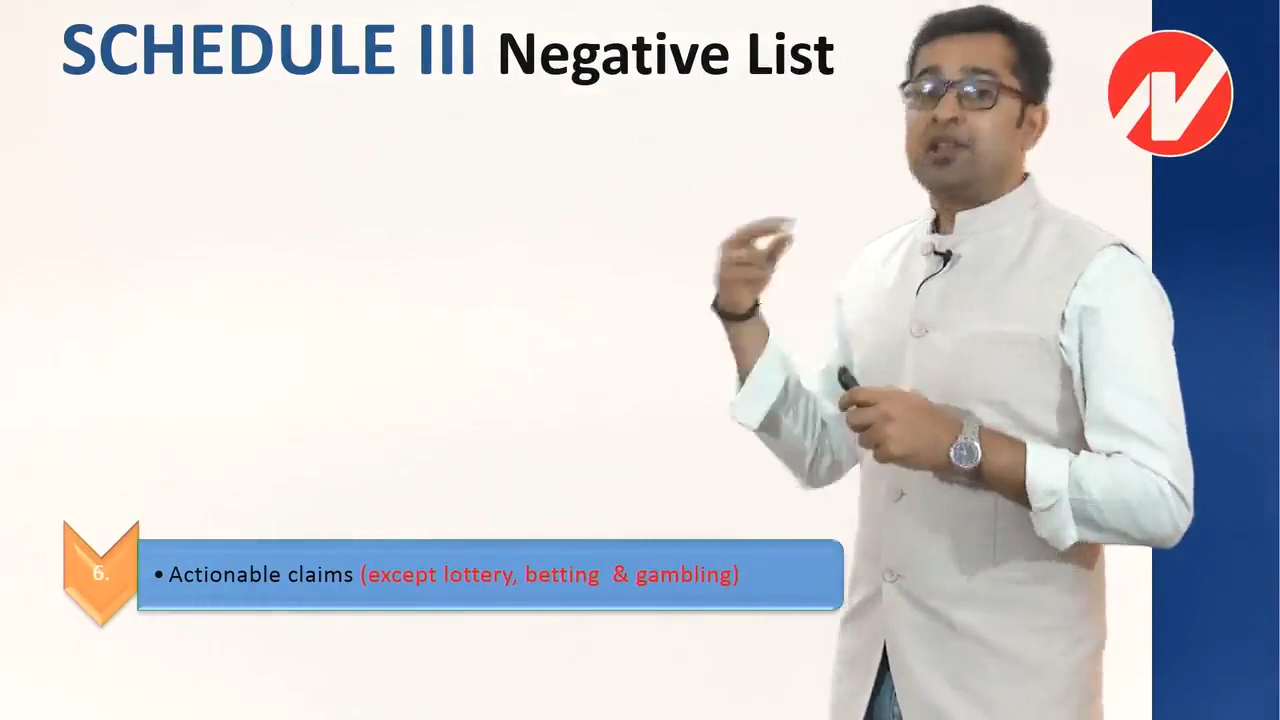 SCHEDULE III Negative List
6.
• Actionable claims (except lottery, betting & gambling)